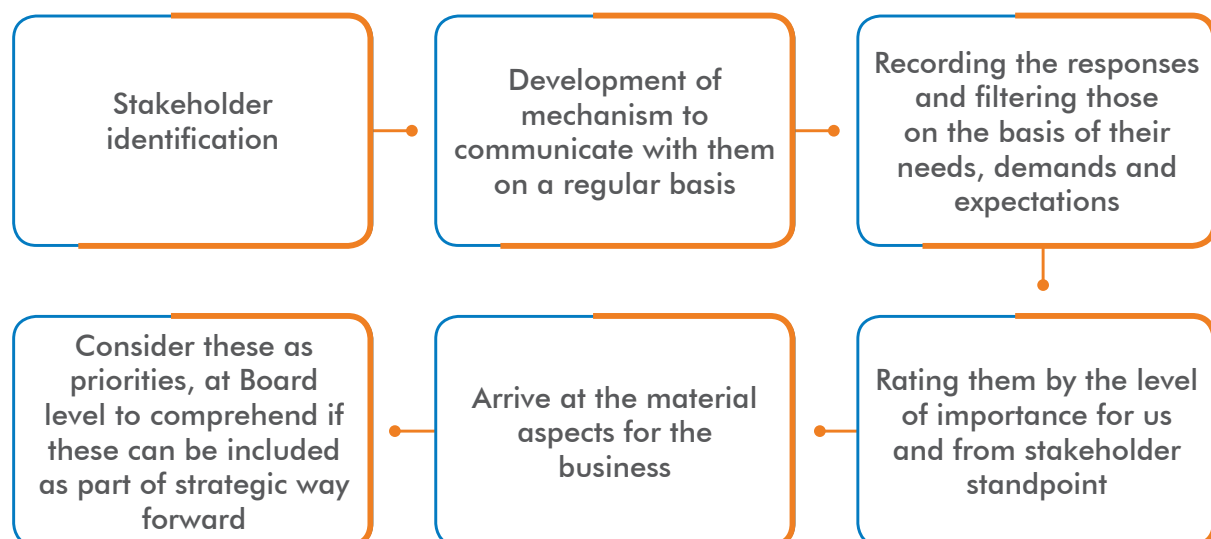 Stakeholder
identification
Development of
mechanism to
communicate with them
on a regular basis
Recording the responses
and filtering those
on the basis of their
needs, demands and
expectations
Rating them by the level
of importance for us
and from stakeholder
standpoint
Arrive at the material
aspects for the
business
Consider these as
priorities, at Board
level to comprehend if
these can be included
as part of strategic way
forward